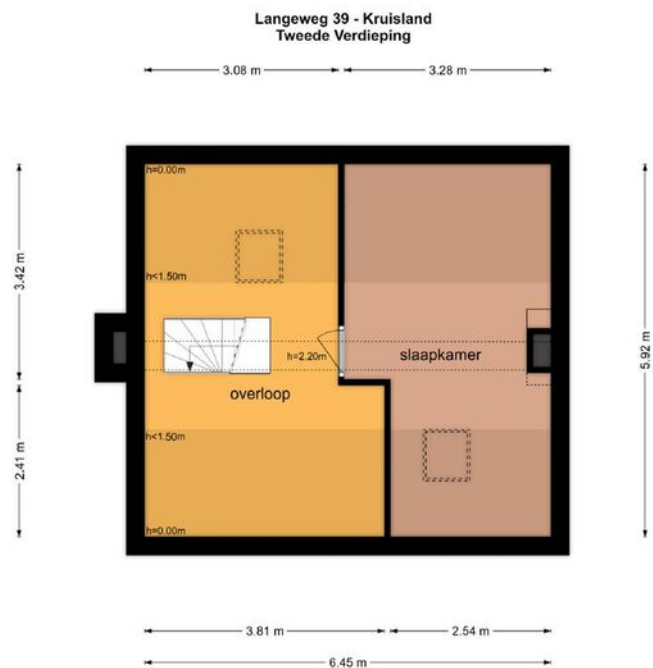 Langeweg 39 - Kruisland
Tweede Verdieping
3.08 m
3.28 m
h=0.00m
3.42 m
h<1.50m
h=2.20m
slaapkamer
5.92 m
overloop
2.41 m
h<1.50m
h=0.00m
3.81 m
2.54 m
6.45 m